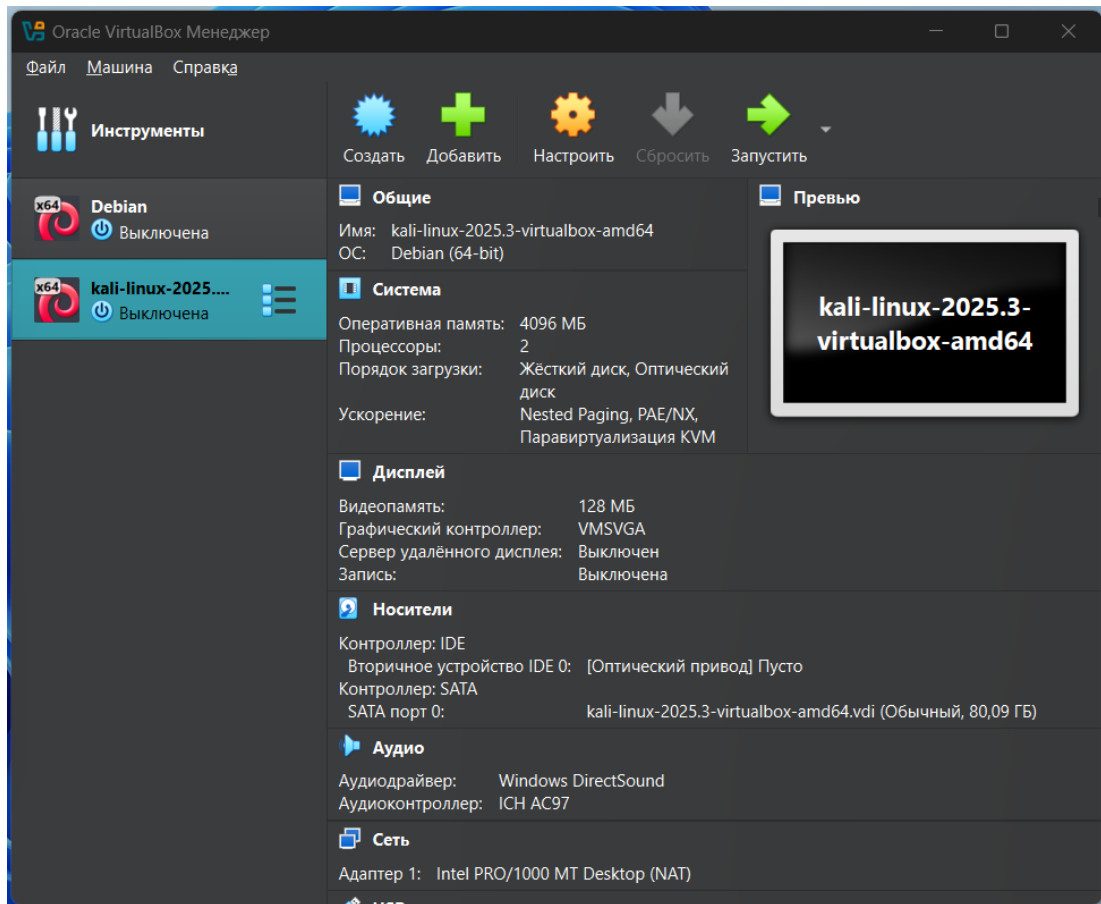 Oracle VirtualBox Менеджер
Файл Машина Справка
Инструменты
Создать Добавить Настроить Сбросить Запустить
x64 Debian
Выключена
x64 kali-linux-2025....
Выключена
Общие
Имя: kali-linux-2025.3-virtualbox-amd64
ОС: Debian (64-bit)
Превью
kali-linux-2025.3-
virtualbox-amd64
Система
Оперативная память: 4096 МБ
Процессоры: 2
Порядок загрузки: Жёсткий диск, Оптический
диск
Ускорение: Nested Paging, PAE/NX,
Паравиртуализация KVM
Дисплей
Видеопамять: 128 МБ
Графический контроллер: VMSVGA
Сервер удалённого дисплея: Выключен
Запись: Выключена
Носители
Контроллер: IDE
Вторичное устройство IDE 0: [Оптический привод] Пусто
Контроллер: SATA
SATA порт 0: kali-linux-2025.3-virtualbox-amd64.vdi (Обычный, 80,09 ГБ)
Аудио
Аудиодрайвер: Windows DirectSound
Аудиоконтроллер: ICH AC97
Сеть
Адаптер 1: Intel PRO/1000 MT Desktop (NAT)